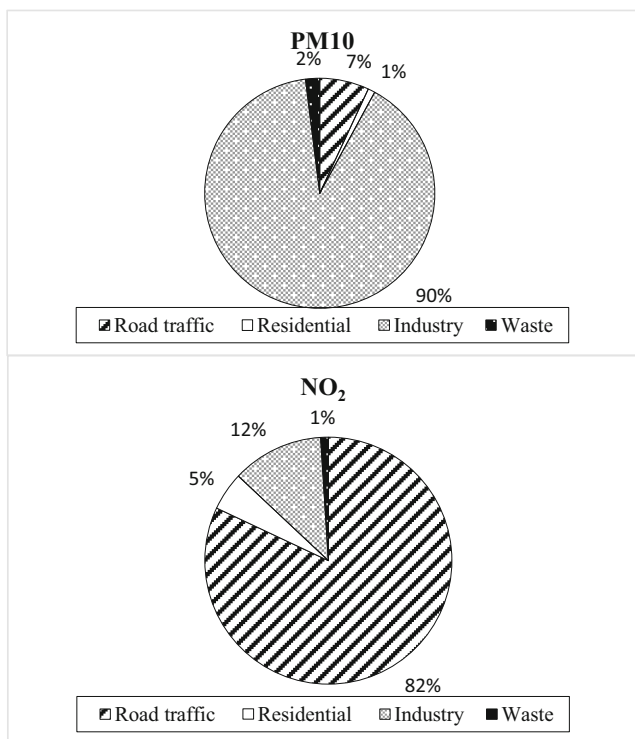 PM10
2% 7% 1%
90%
Road traffic Residential Industry Waste
NO₂
1%
12%
5%
82%
Road traffic Residential Industry Waste